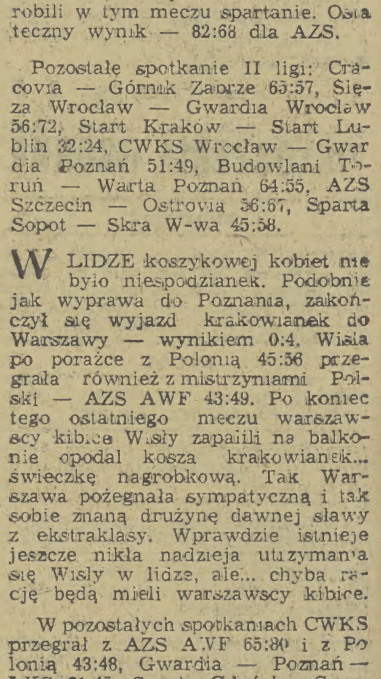 robili w tym meczu spartanie. Osta
teczny wynik — 82:68 dla AZS.
Pozostałe spotkanie II ligi: Cra-
covia — Górnik Zabrze 65:57, Ślę-
za Wrocław — Gwardia Wrocław
56:72, Start Kraków — Start Lu-
blin 32:24, CWKS Wrocław — Gwar
dia Poznań 51:49, Budowlani To-
ruń — Warta Poznań 64:55, AZS
Szczecin — Ostrovia 56:67, Sparta
Sopot — Skra W-wa 45:58.
W LIDZE koszykowej kobiet nie
było niespodzianek. Podobnie
jak wyprawa do Poznania, zakoń-
czył się wyjazd krakowianek do
Warszawy — wynikiem 0:4. Wisła
po porażce z Polonią 45:56 prze-
grała również z mistrzyniami Pol-
ski — AZS AWF 43:49. Po koniec
tego ostatniego meczu warszaw-
scy kibice Wisły zapalili na balko-
nie opodal kosza krakowianek...
świeczkę nagrobkową. Tak War-
szawa pożegnała sympatyczną i tak
sobie znaną drużynę dawnej sławy
z ekstraklasy. Wprawdzie istnieje
jeszcze nikła nadzieja utrzymania
się Wisły w lidze, ale... chyba ra-
cję będą mieli warszawscy kibice.
W pozostałych spotkaniach CWKS
przegrał z AZS AWF 65:80 i z Po
lonią 43:48, Gwardia — Poznań —